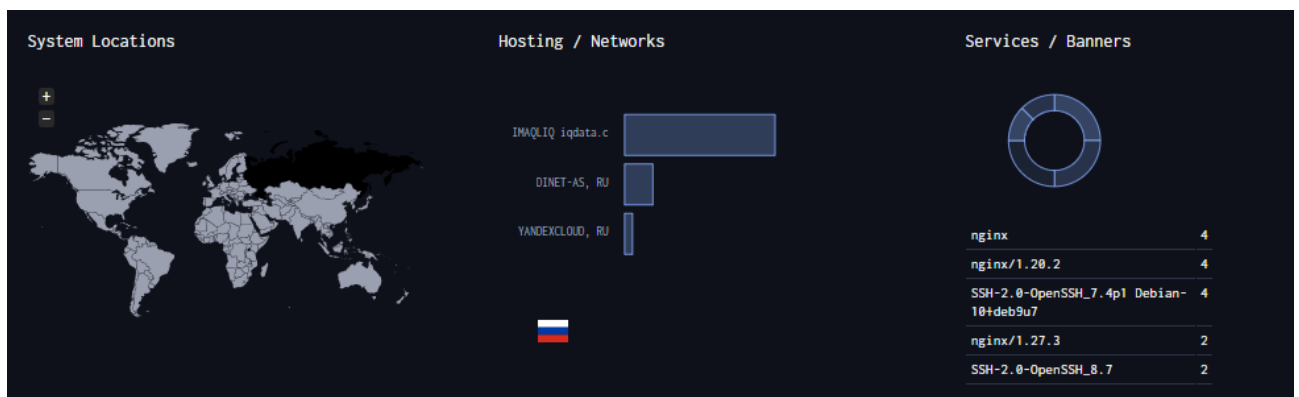 System Locations
+
−
Hosting / Networks
IMAQLIQ iqdata.c
DINET-AS, RU
YANDEXCLOUD, RU
Services / Banners
nginx 4
nginx/1.20.2 4
SSH-2.0-OpenSSH_7.4p1 Debian- 4
10+deb9u7
nginx/1.27.3 2
SSH-2.0-OpenSSH_8.7 2